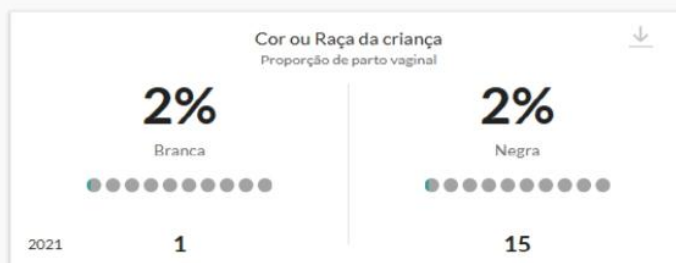 Cor ou Raça da criança
Proporção de parto vaginal
2% 2%
Branca Negra
2021 1 15